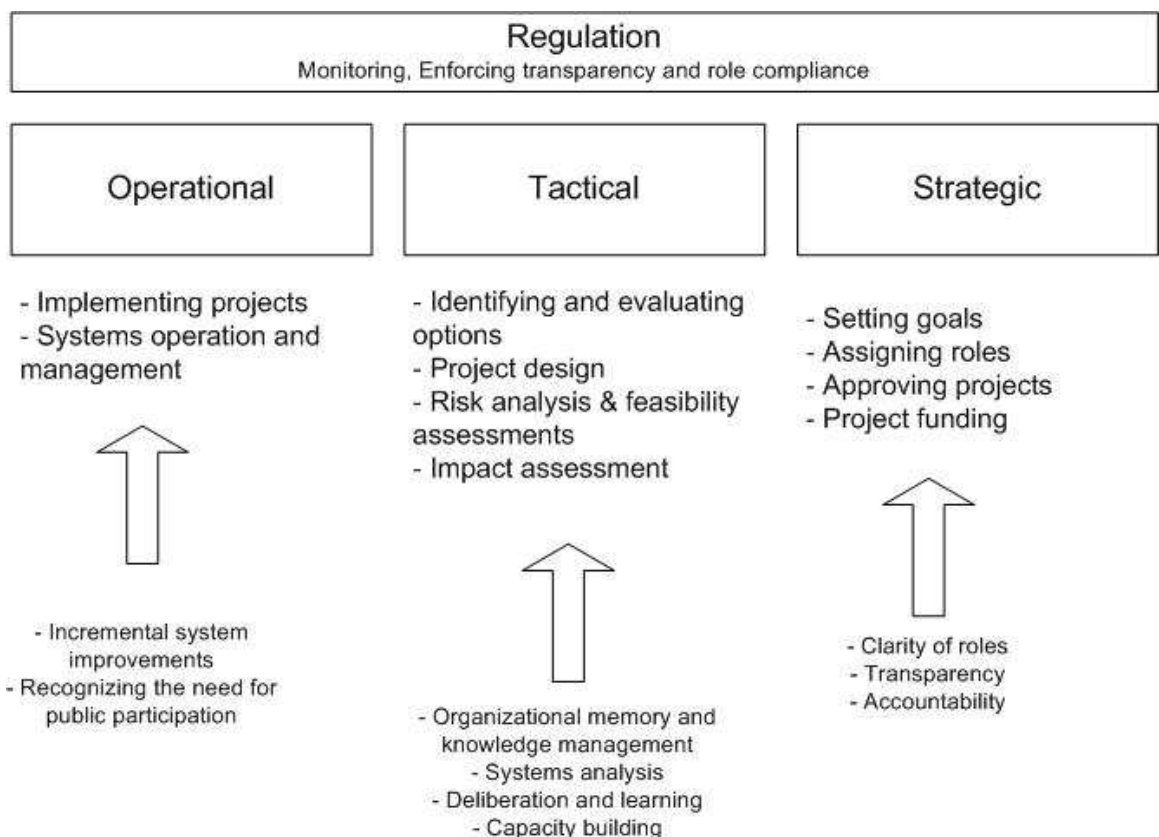 Regulation
Monitoring, Enforcing transparency and role compliance
Operational
- Implementing projects
- Systems operation and
management
- Incremental system
improvements
- Recognizing the need for
public participation
Tactical
- Identifying and evaluating
options
- Project design
- Risk analysis & feasibility
assessments
- Impact assessment
- Organizational memory and
knowledge management
- Systems analysis
- Deliberation and learning
- Capacity building
Strategic
- Setting goals
- Assigning roles
- Approving projects
- Project funding
- Clarity of roles
- Transparency
- Accountability